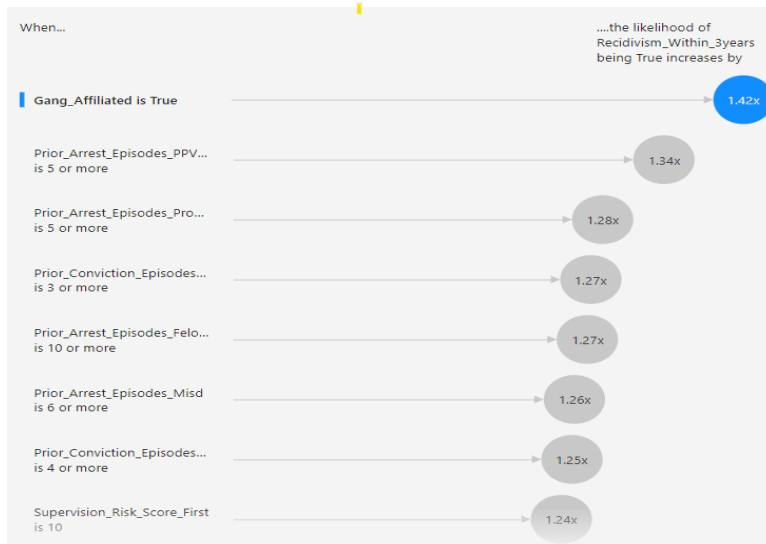 When...
....the likelihood of
Recidivism_Within_3years
being True increases by
Gang_Affiliated is True
1.42x
Prior_Arrest_Episodes_PPV...
is 5 or more
1.34x
Prior_Arrest_Episodes_Pro...
is 5 or more
1.28x
Prior_Conviction_Episodes...
is 3 or more
1.27x
Prior_Arrest_Episodes_Felo...
is 10 or more
1.27x
Prior_Arrest_Episodes_Misd
is 6 or more
1.26x
Prior_Conviction_Episodes...
is 4 or more
1.25x
Supervision_Risk_Score_First
is 10
1.24x